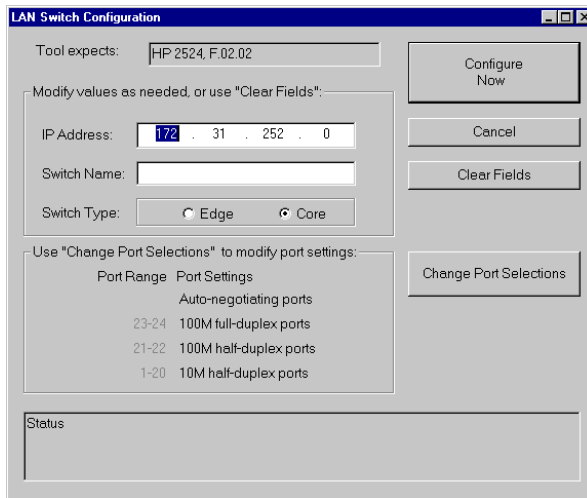 LAN Switch Configuration
Tool expects: HP 2524, F.02.02
Configure
Now
Modify values as needed, or use "Clear Fields":
IP Address: 172 . 31 . 252 . 0
Cancel
Switch Name:
Clear Fields
Switch Type: Edge Core
Use "Change Port Selections" to modify port settings:
Change Port Selections
Port Range Port Settings
Auto-negotiating ports
23-24 100M full-duplex ports
21-22 100M half-duplex ports
1-20 10M half-duplex ports
Status